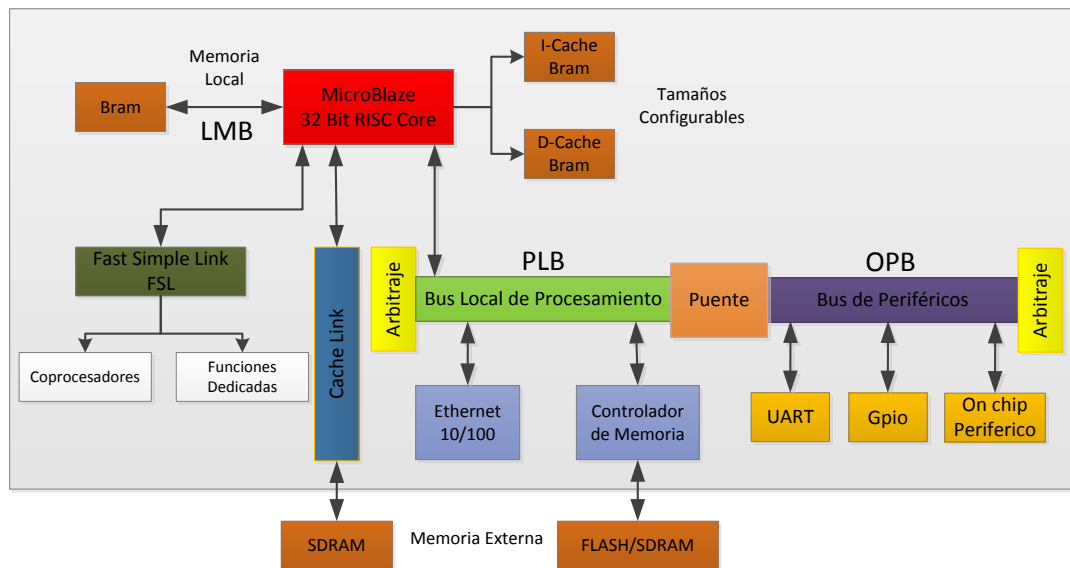 Memoria
Local
Bram
LMB
MicroBlaze
32 Bit RISC Core
I-Cache
Bram
Tamaños
Configurables
D-Cache
Bram
Fast Simple Link
FSL
Coprocesadores
Funciones
Dedicadas
Cache Link
Arbitraje
PLB
Bus Local de Procesamiento
Puente
OPB
Bus de Periféricos
Arbitraje
Ethernet
10/100
Controlador
de Memoria
UART
Gpio
On chip
Periferico
SDRAM
Memoria Externa
FLASH/SDRAM